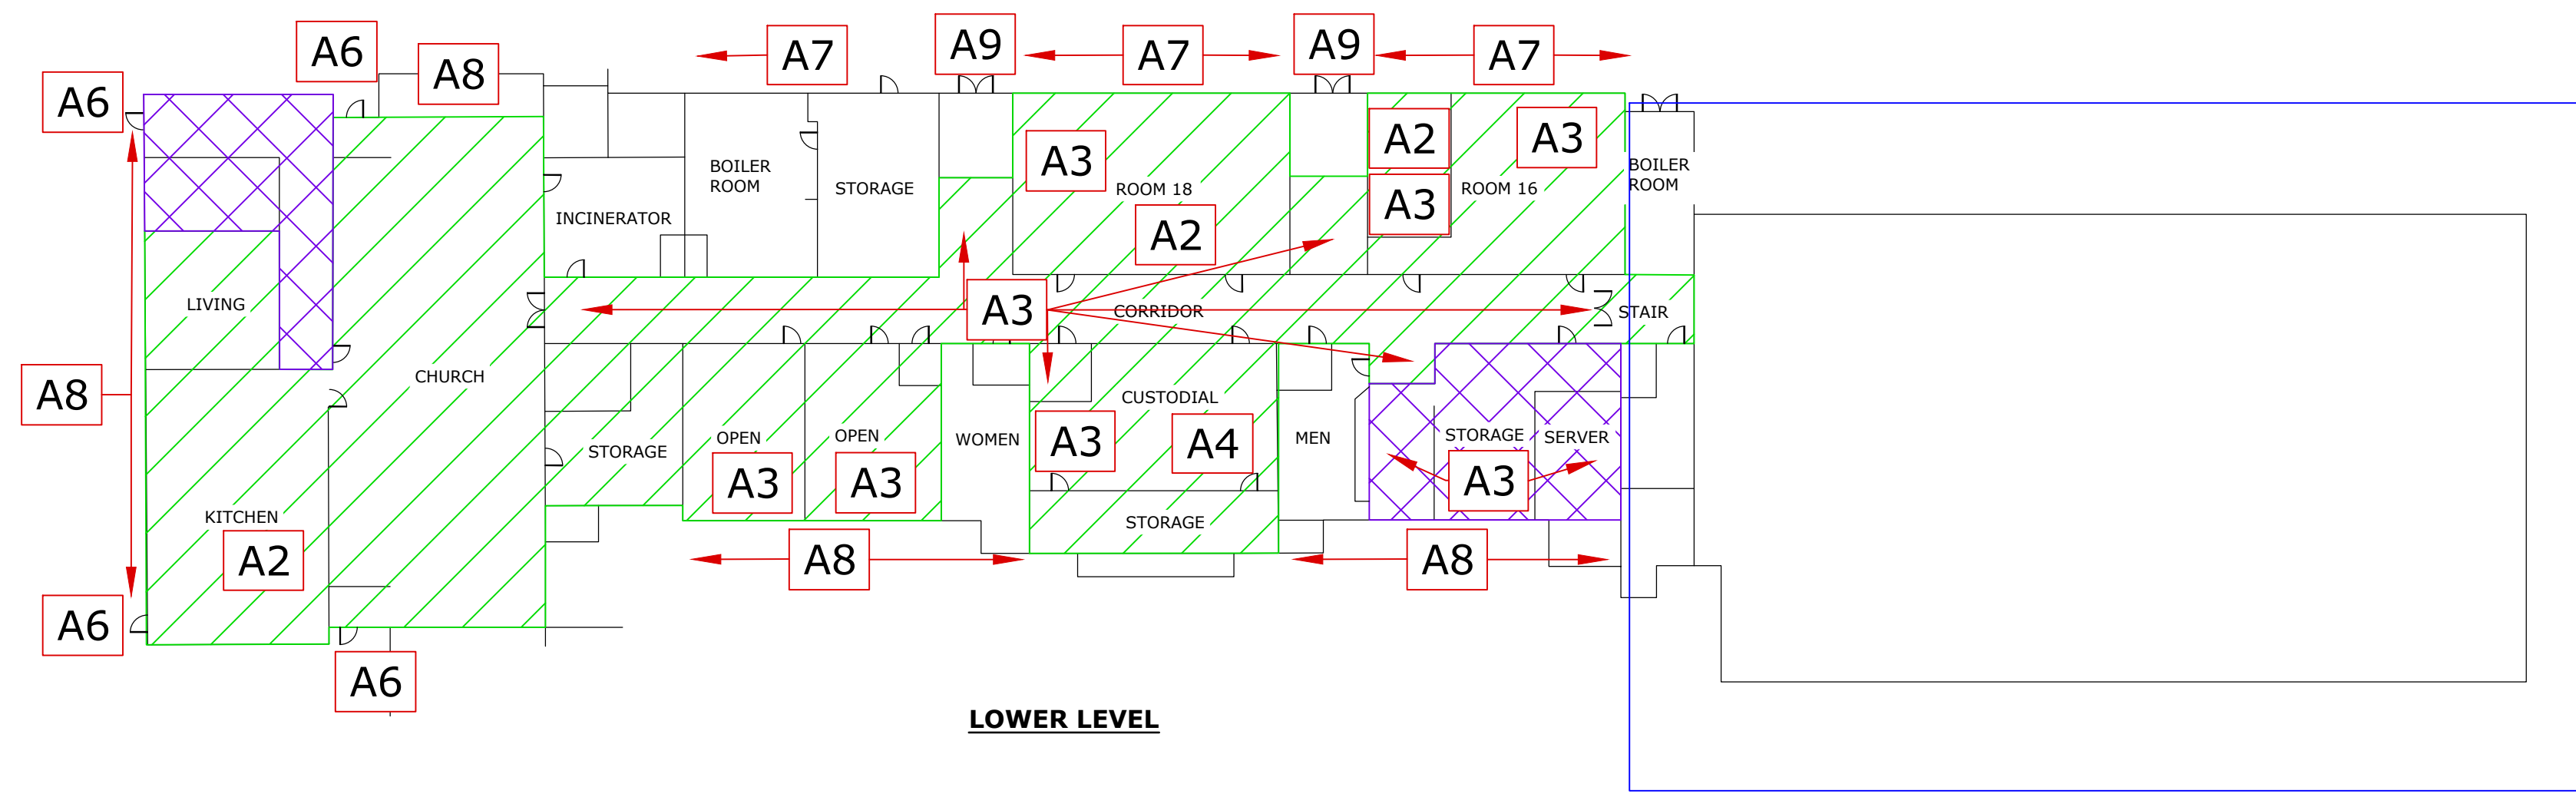 A6
A8
A7
A9
A7
A9
A7
A6
A3
A2
A3
BOILER
ROOM
STORAGE
ROOM 18
A3
ROOM 16
BOILER
ROOM
INCINERATOR
A2
LIVING
A3
CORRIDOR
STAIR
CHURCH
A8
CUSTODIAL
STORAGE
OPEN
OPEN
WOMEN
A3
A4
MEN
STORAGE
SERVER
A3
A3
A3
KITCHEN
STORAGE
A2
A8
A8
A6
A6
LOWER LEVEL